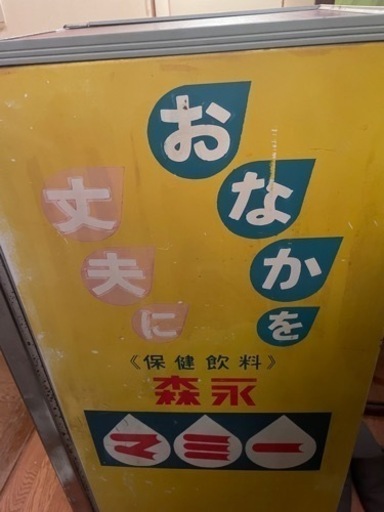 おなかを
丈夫に
《保健飲料》
森永
マミー